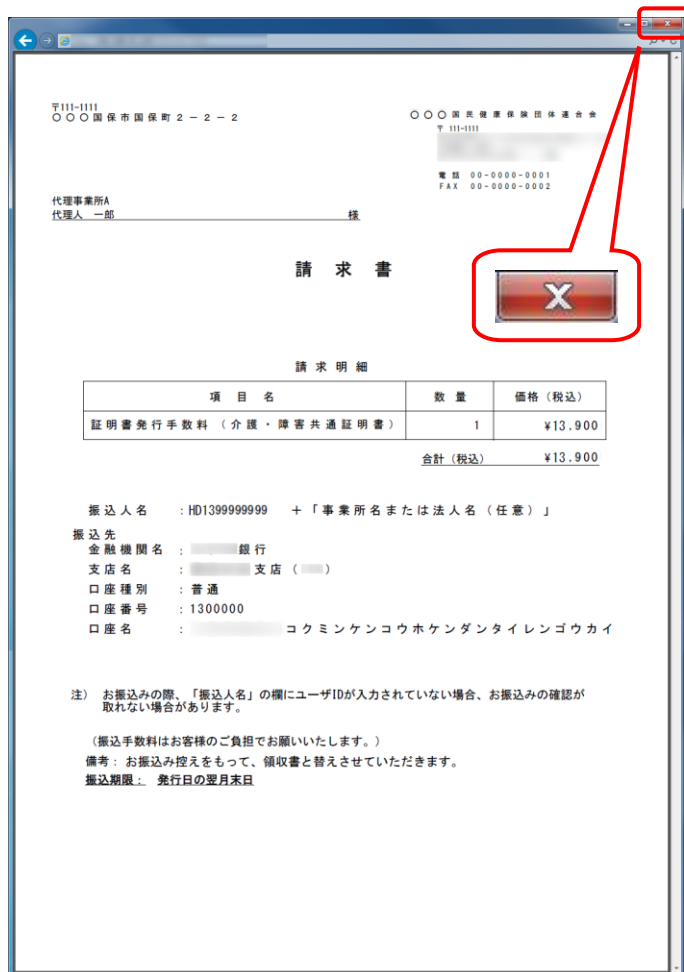 〒111-1111
〇〇〇国保市国保町２－２－２
〇〇〇国民健康保険団体連合会
〒 111-1111
電話 00-0000-0001
FAX 00-0000-0002
代理事業所A
代理人 一郎 様
請 求 書
X
請 求 明 細
項 目 名 数 量 価格（税込）
証明書発行手数料 （介護・障害共通証明書） 1 ¥13,900
合計（税込） ¥13,900
振込人名 :HD1399999999 ＋「事業所名または法人名（任意）」
振込先
金融機関名 : 銀行
支店名 : 支店（ ）
口座種別 : 普通
口座番号 : 1300000
口座名 : コクミンケンコウホケンダンタイレンゴウカイ
注） お振込みの際、「振込人名」の欄にユーザIDが入力されていない場合、お振込みの確認が
取れない場合があります。
（振込手数料はお客様のご負担でお願いいたします。）
備考： お振込み控えをもって、領収書と替えさせていただきます。
振込期限： 発行日の翌月末日